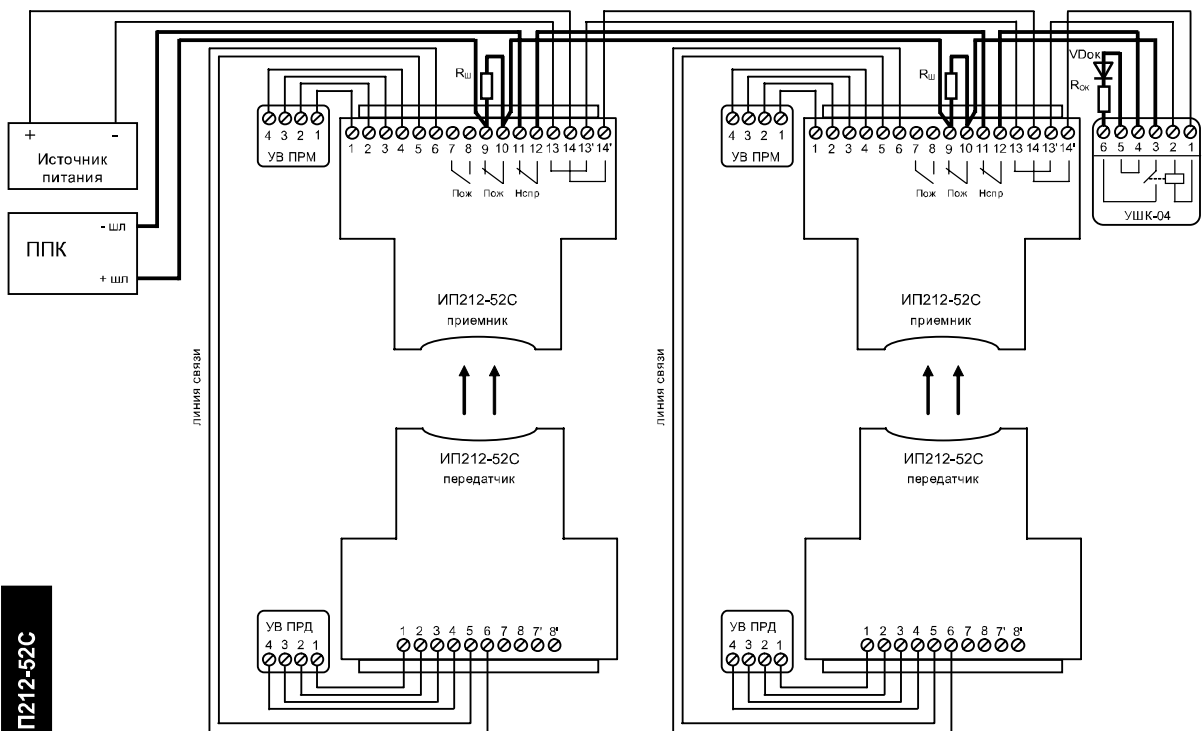 + -
Источник
питания
ППК
- шл
+ шл
Rш
4 3 2 1
УВ ПРМ
1 2 3 4 5 6 7 8 9 10 11 12 13 14 13' 14'
Пож Пож Нспр
ИП212-52С
приемник
линия связи
ИП212-52С
передатчик
УВ ПРД
4 3 2 1
1 2 3 4 5 6 7 8 7' 8'
Rш
4 3 2 1
УВ ПРМ
1 2 3 4 5 6 7 8 9 10 11 12 13 14 13' 14'
Пож Пож Нспр
ИП212-52С
приемник
линия связи
ИП212-52С
передатчик
УВ ПРД
4 3 2 1
1 2 3 4 5 6 7 8 7' 8'
VDок
Rок
6 5 4 3 2 1
УШК-04
П212-52С